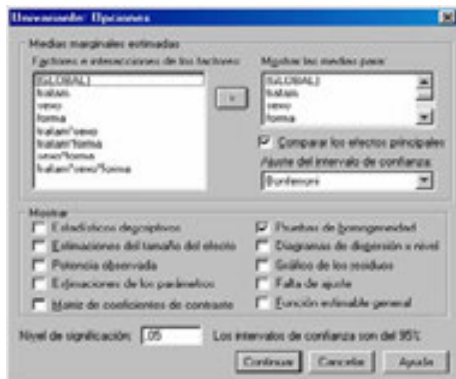 Univariante: Opciones
Medias marginales estimadas
Factores e interacciones de los factores:
(GLOBAL)
tratam
sexo
forma
tratam*sexo
tratam*forma
sexo*forma
tratam*sexo*forma
Mostrar las medias para:
(GLOBAL)
tratam
sexo
forma
Comparar los efectos principales
Ajuste del intervalo de confianza:
Bonferroni
Mostrar
Estadísticos descriptivos
Estimaciones del tamaño del efecto
Potencia observada
Estimaciones de los parámetros
Matriz de coeficientes de contraste
Pruebas de homogeneidad
Diagramas de dispersión x nivel
Gráfico de los residuos
Falta de ajuste
Función estimable general
Nivel de significación: .05 Los intervalos de confianza son del 95%
Continuar Cancelar Ayuda